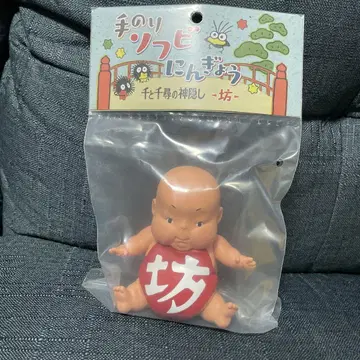 手のり
ソフビ
にんぎょう
千と千尋の神隠し -坊-
坊